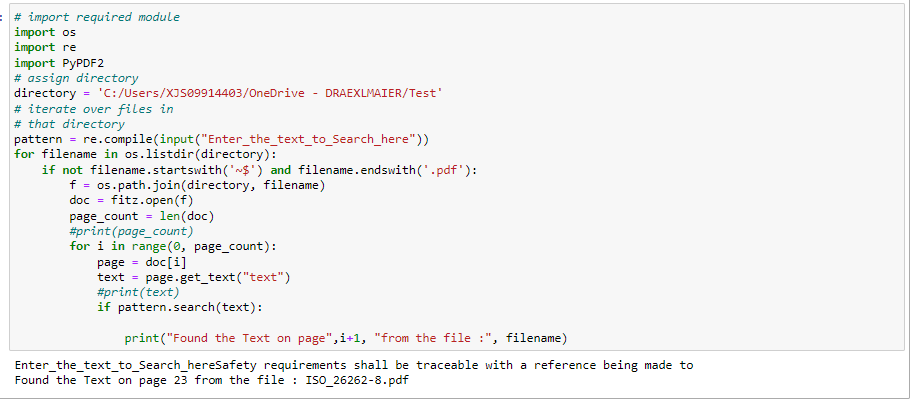 # import required module
import os
import re
import PyPDF2
# assign directory
directory = 'C:/Users/XJS09914403/OneDrive - DRAEXLMAIER/Test'
# iterate over files in
# that directory
pattern = re.compile(input("Enter_the_text_to_Search_here"))
for filename in os.listdir(directory):
    if not filename.startswith('~$') and filename.endswith('.pdf'):
        f = os.path.join(directory, filename)
        doc = fitz.open(f)
        page_count = len(doc)
        #print(page_count)
        for i in range(0, page_count):
            page = doc[i]
            text = page.get_text("text")
            #print(text)
            if pattern.search(text):
                print("Found the Text on page",i+1, "from the file :", filename)
Enter_the_text_to_Search_hereSafety requirements shall be traceable with a reference being made to
Found the Text on page 23 from the file : ISO_26262-8.pdf